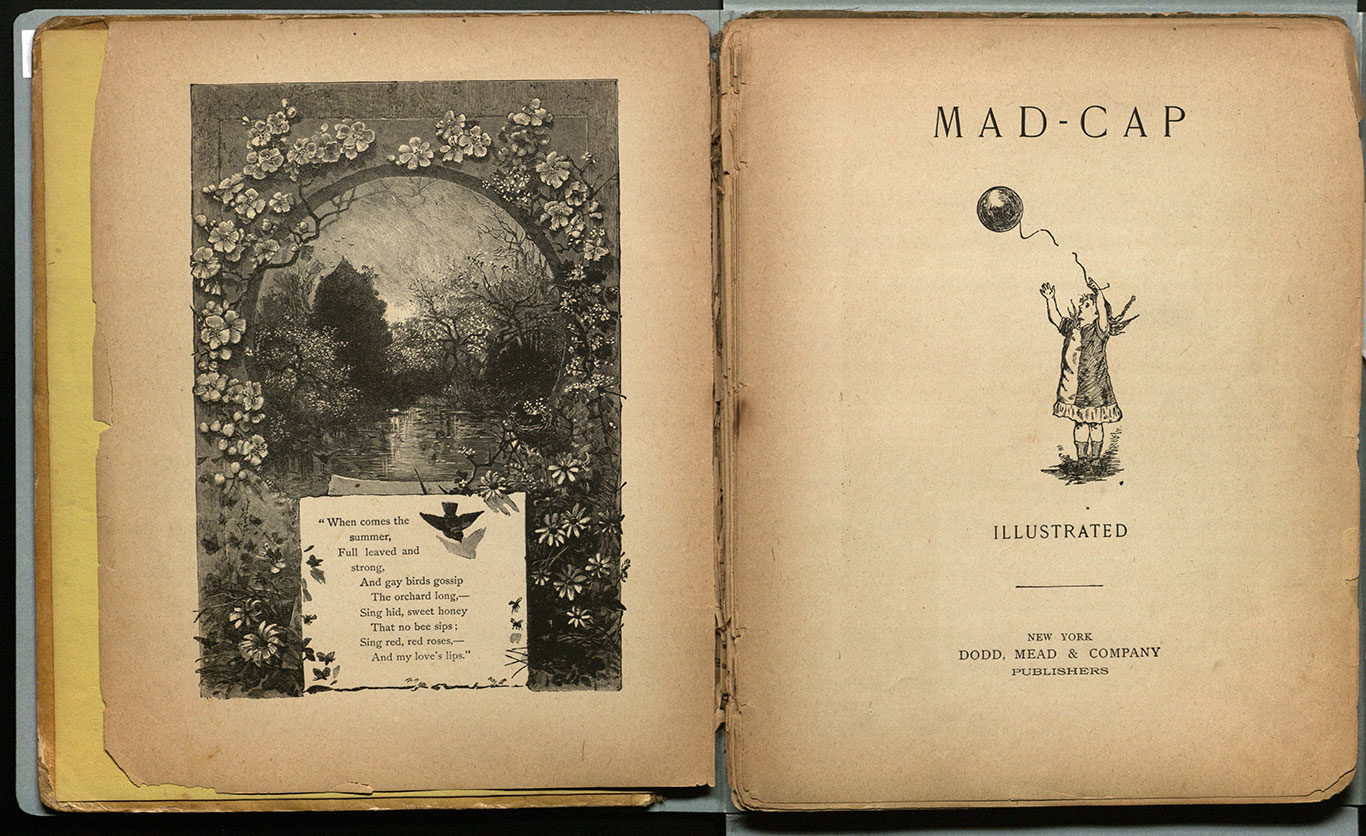 “ When comes the
summer,
Full leaved and
strong,
And gay birds gossip
The orchard long,—
Sing hid, sweet honey
That no bee sips ;
Sing red, red roses,—
And my love’s lips.”
MAD-CAP
ILLUSTRATED
NEW YORK
DODD, MEAD & COMPANY
PUBLISHERS